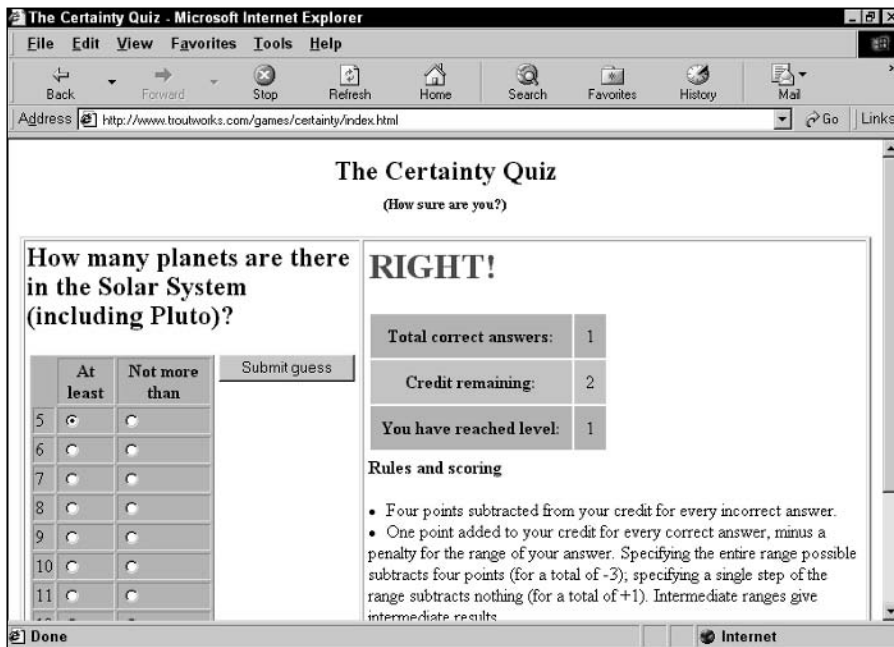 The Certainty Quiz - Microsoft Internet Explorer
File Edit View Favorites Tools Help
Back Forward Stop Refresh Home Search Favorites History Mail
Address http://www.troutworks.com/games/certainty/index.html Go Links
The Certainty Quiz
(How sure are you?)
How many planets are there
in the Solar System
(including Pluto)?
At least
Not more than
Submit guess
5
6
7
8
9
10
11
RIGHT!
Total correct answers: 1
Credit remaining: 2
You have reached level: 1
Rules and scoring
• Four points subtracted from your credit for every incorrect answer.
• One point added to your credit for every correct answer, minus a
penalty for the range of your answer. Specifying the entire range possible
subtracts four points (for a total of -3); specifying a single step of the
range subtracts nothing (for a total of +1). Intermediate ranges give
intermediate results
Done Internet